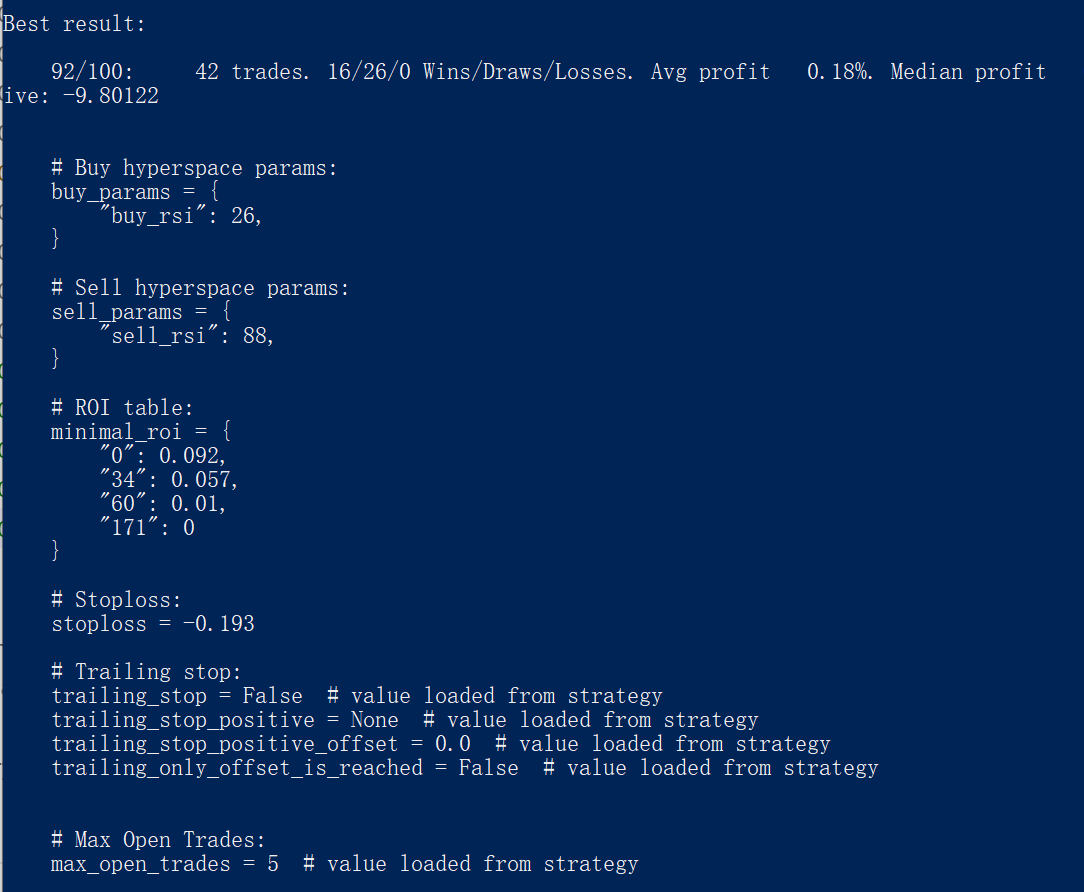 Best result:
92/100:     42 trades. 16/26/0 Wins/Draws/Losses. Avg profit   0.18%. Median profit
ive: -9.80122
# Buy hyperspace params:
buy_params = {
"buy_rsi": 26,
}
# Sell hyperspace params:
sell_params = {
"sell_rsi": 88,
}
# ROI table:
minimal_roi = {
"0": 0.092,
"34": 0.057,
"60": 0.01,
"171": 0
}
# Stoploss:
stoploss = -0.193
# Trailing stop:
trailing_stop = False  # value loaded from strategy
trailing_stop_positive = None  # value loaded from strategy
trailing_stop_positive_offset = 0.0  # value loaded from strategy
trailing_only_offset_is_reached = False  # value loaded from strategy
# Max Open Trades:
max_open_trades = 5  # value loaded from strategy